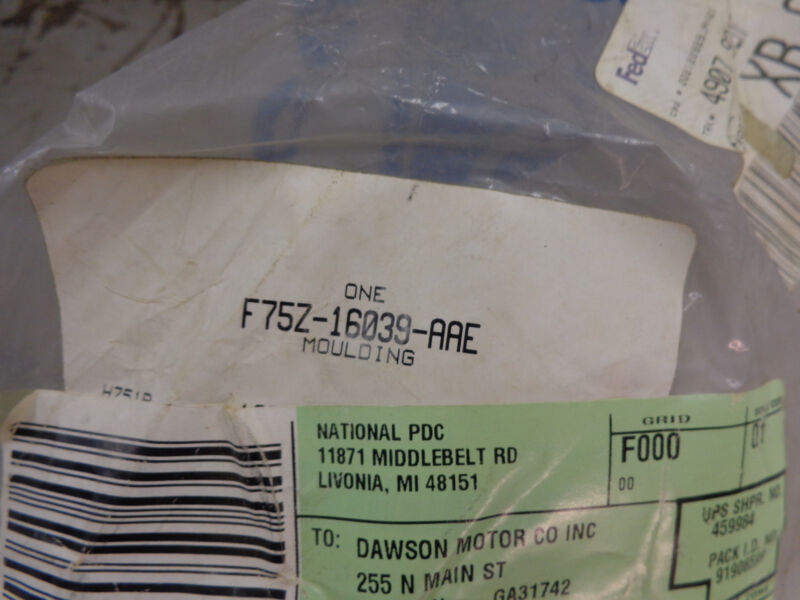 FedEx
4907
XB
ONE
F75Z-16039-AAE
MOULDING
NATIONAL PDC
11871 MIDDLEBELT RD
LIVONIA, MI 48151
GRID
F000
00
01
TO: DAWSON MOTOR CO INC
255 N MAIN ST
GA31742
UPS SHPR. NO.
459984
PACK I.D. NO.